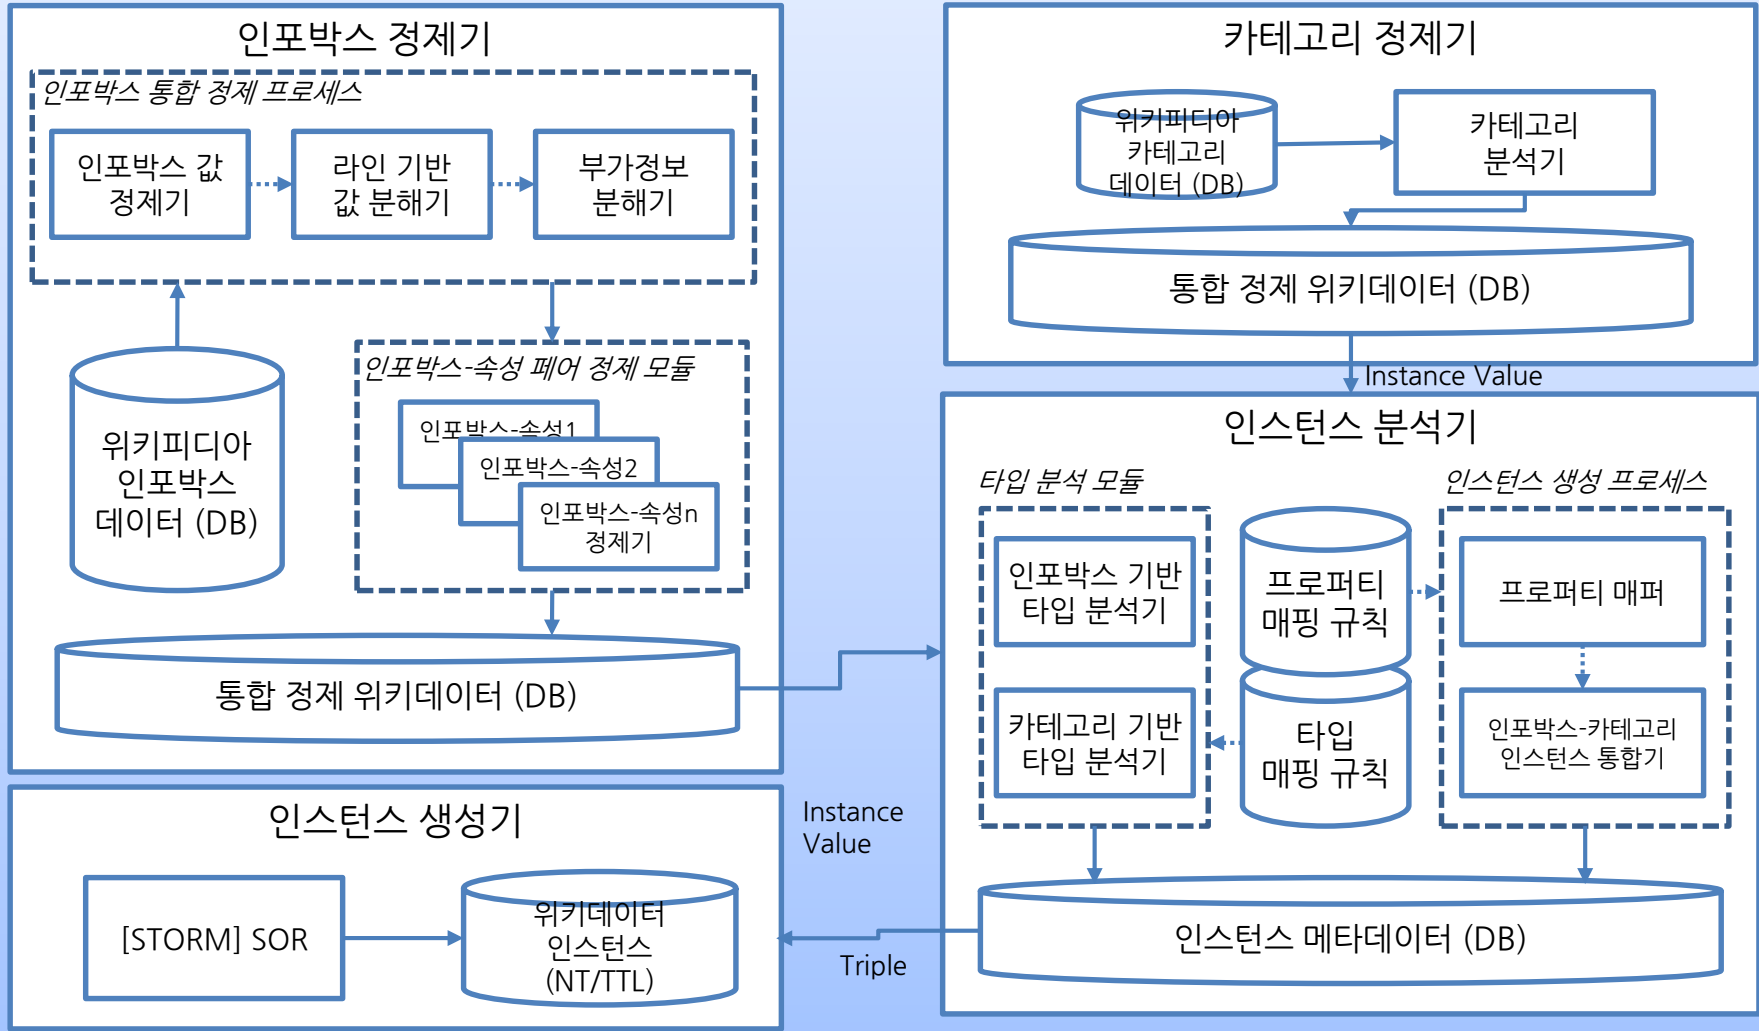 인포박스 정제기
인포박스 통합 정제 프로세스
인포박스 값
정제기
라인 기반
값 분해기
부가정보
분해기
위키피디아
인포박스
데이터 (DB)
인포박스-속성 페어 정제 모듈
인포박스-속성1
인포박스-속성2
인포박스-속성n
정제기
통합 정제 위키데이터 (DB)
카테고리 정제기
위키피디아
카테고리
데이터 (DB)
카테고리
분석기
통합 정제 위키데이터 (DB)
Instance Value
인스턴스 분석기
타입 분석 모듈
인포박스 기반
타입 분석기
카테고리 기반
타입 분석기
프로퍼티
매핑 규칙
타입
매핑 규칙
인스턴스 생성 프로세스
프로퍼티 매퍼
인포박스-카테고리
인스턴스 통합기
인스턴스 메타데이터 (DB)
Instance
Value
Triple
인스턴스 생성기
[STORM] SOR
위키데이터
인스턴스
(NT/TTL)